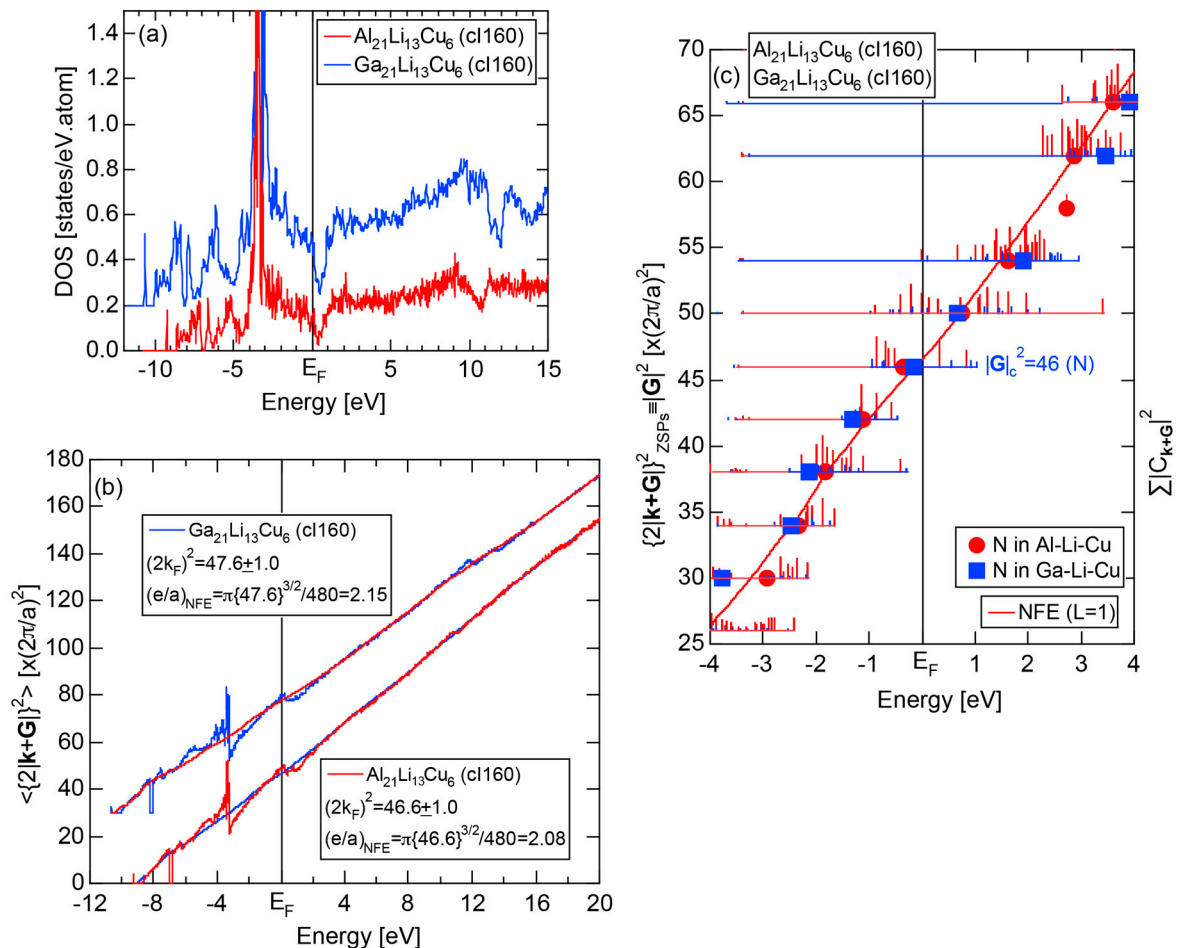 (a)
Al21Li13Cu6 (cI160)
Ga21Li13Cu6 (cI160)
DOS [states/eV.atom]
1.4
1.2
1.0
0.8
0.6
0.4
0.2
0.0
-10
-5
EF
5
10
15
Energy [eV]
(b)
<{2|k+G|}²> [x(2π/a)²]
180
160
140
120
100
80
60
40
20
0
Ga21Li13Cu6 (cI160)
(2kF)²=47.6±1.0
(e/a)NFE=π{47.6}^3/2/480=2.15
Al21Li13Cu6 (cI160)
(2kF)²=46.6±1.0
(e/a)NFE=π{46.6}^3/2/480=2.08
-12
-8
-4
EF
4
8
12
16
20
Energy [eV]
(c)
Al21Li13Cu6 (cI160)
Ga21Li13Cu6 (cI160)
{2|k+G|}²ZSPs≡|G|² [x(2π/a)²]
70
65
60
55
50
45
40
35
30
25
|G|c²=46 (N)
Σ|Ck+G|²
N in Al-Li-Cu
N in Ga-Li-Cu
NFE (L=1)
-4
-3
-2
-1
EF
1
2
3
4
Energy [eV]